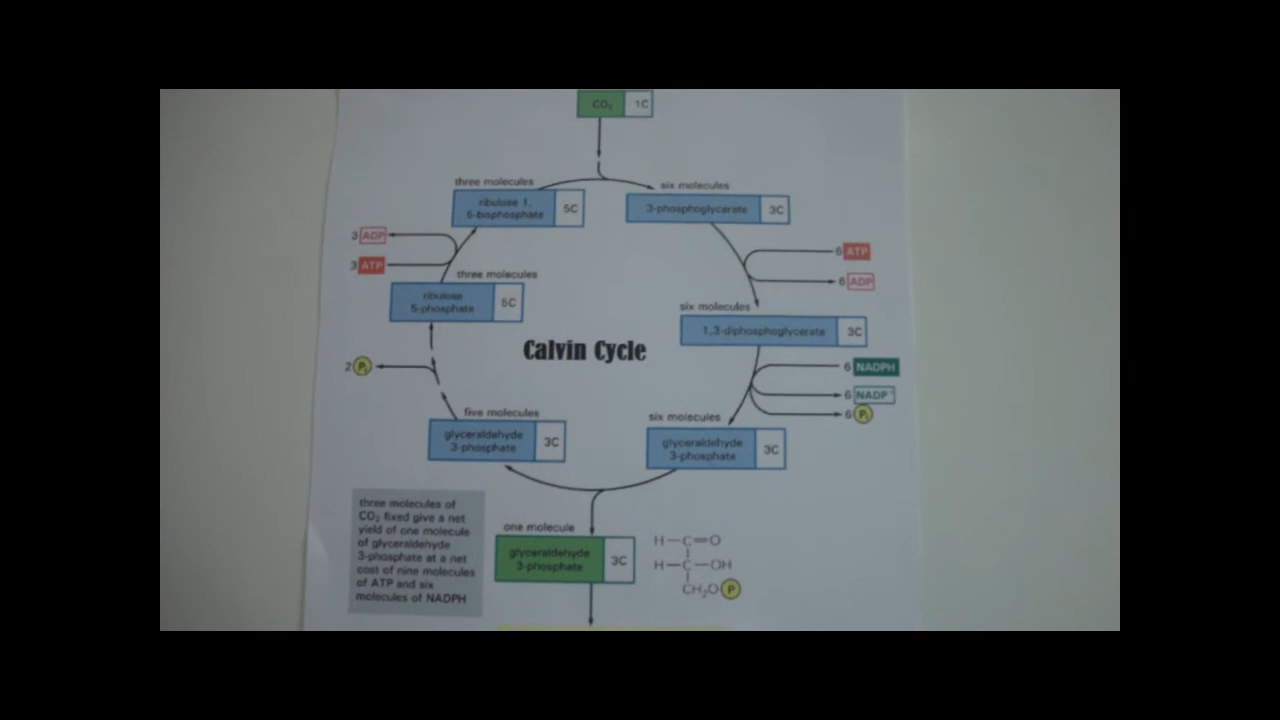 CO₂ 1C
three molecules
ribulose 1,
5-bisphosphate
5C
six molecules
3-phosphoglycerate 3C
3 ADP
3 ATP
6 ATP
6 ADP
three molecules
ribulose
5-phosphate
5C
six molecules
1,3-diphosphoglycerate 3C
Calvin Cycle
2 Pᵢ
6 NADPH
6 NADP⁺
6 Pᵢ
five molecules
glyceraldehyde
3-phosphate
3C
six molecules
glyceraldehyde
3-phosphate
3C
three molecules of
CO₂ fixed give a net
yield of one molecule
of glyceraldehyde
3-phosphate at a net
cost of nine molecules
of ATP and six
molecules of NADPH
one molecule
glyceraldehyde
3-phosphate
3C
H—C=O
H—C—OH
CH₂O P